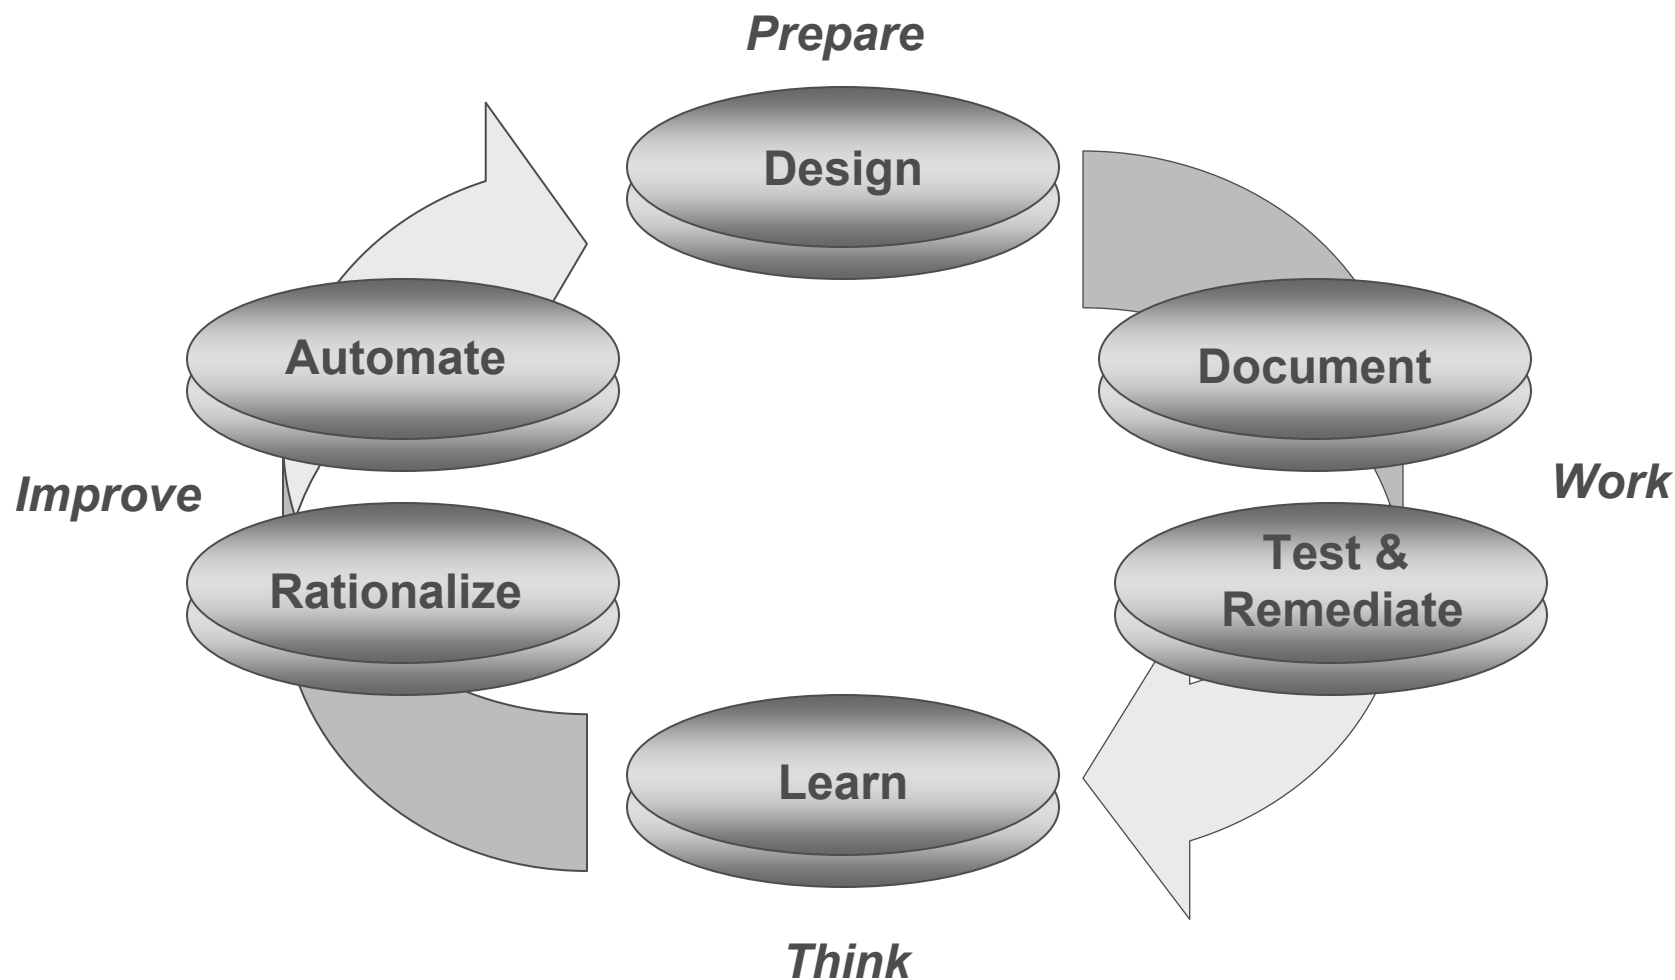 Prepare
Design
Automate
Document
Improve
Work
Rationalize
Test &
Remediate
Learn
Think